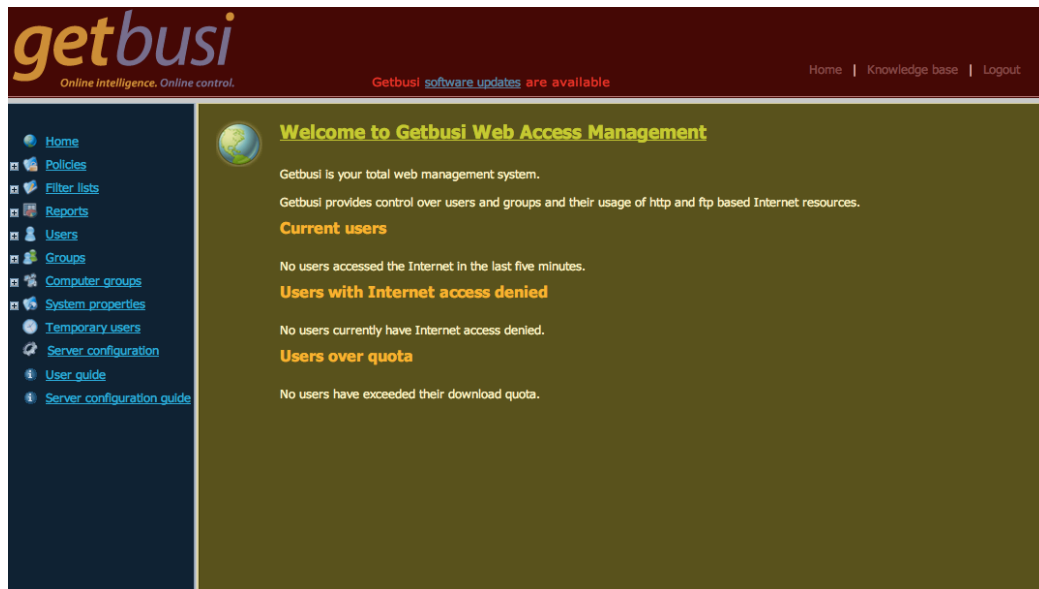 getbusi
Online intelligence. Online control.
Getbusi software updates are available
Home | Knowledge base | Logout
Home
Policies
Filter lists
Reports
Users
Groups
Computer groups
System properties
Temporary users
Server configuration
User guide
Server configuration guide
Welcome to Getbusi Web Access Management
Getbusi is your total web management system.
Getbusi provides control over users and groups and their usage of http and ftp based Internet resources.
Current users
No users accessed the Internet in the last five minutes.
Users with Internet access denied
No users currently have Internet access denied.
Users over quota
No users have exceeded their download quota.